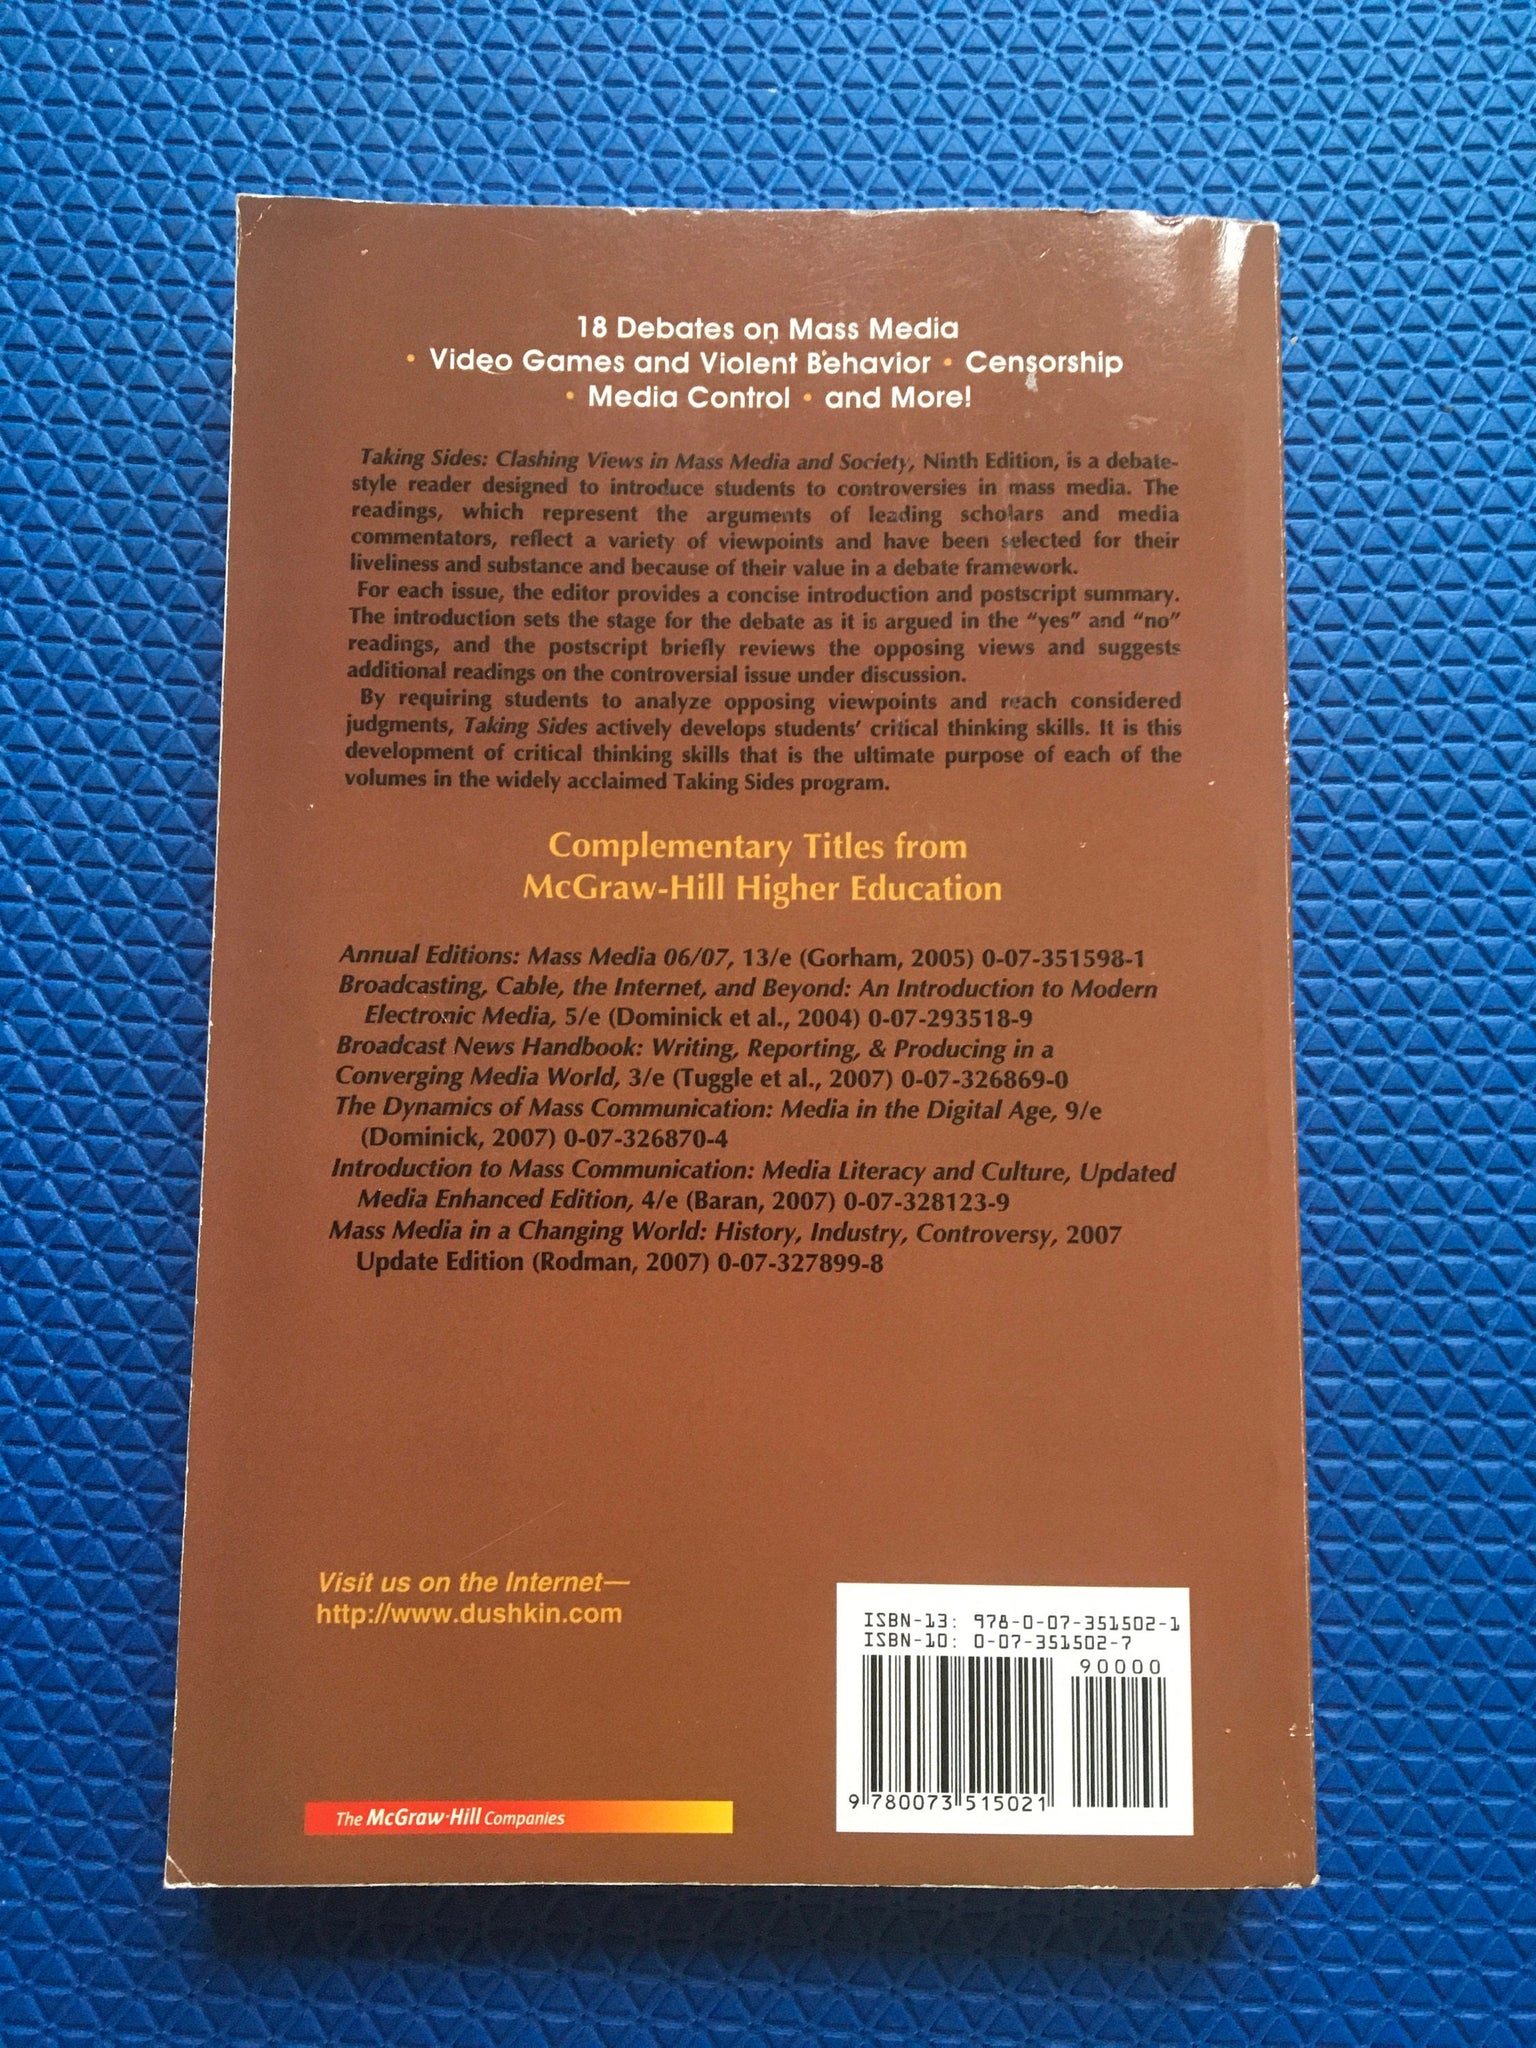 18 Debates on Mass Media
• Video Games and Violent Behavior • Censorship
• Media Control • and More!
Taking Sides: Clashing Views in Mass Media and Society, Ninth Edition, is a debate-
style reader designed to introduce students to controversies in mass media. The
readings, which represent the arguments of leading scholars and media
commentators, reflect a variety of viewpoints and have been selected for their
liveliness and substance and because of their value in a debate framework.
For each issue, the editor provides a concise introduction and postscript summary.
The introduction sets the stage for the debate as it is argued in the “yes” and “no”
readings, and the postscript briefly reviews the opposing views and suggests
additional readings on the controversial issue under discussion.
By requiring students to analyze opposing viewpoints and reach considered
judgments, Taking Sides actively develops students’ critical thinking skills. It is this
development of critical thinking skills that is the ultimate purpose of each of the
volumes in the widely acclaimed Taking Sides program.
Complementary Titles from
McGraw-Hill Higher Education
Annual Editions: Mass Media 06/07, 13/e (Gorham, 2005) 0-07-351598-1
Broadcasting, Cable, the Internet, and Beyond: An Introduction to Modern
Electronic Media, 5/e (Dominick et al., 2004) 0-07-293518-9
Broadcast News Handbook: Writing, Reporting, & Producing in a
Converging Media World, 3/e (Tuggle et al., 2007) 0-07-326869-0
The Dynamics of Mass Communication: Media in the Digital Age, 9/e
(Dominick, 2007) 0-07-326870-4
Introduction to Mass Communication: Media Literacy and Culture, Updated
Media Enhanced Edition, 4/e (Baran, 2007) 0-07-328123-9
Mass Media in a Changing World: History, Industry, Controversy, 2007
Update Edition (Rodman, 2007) 0-07-327899-8
Visit us on the Internet—
http://www.dushkin.com
ISBN-13: 978-0-07-351502-1
ISBN-10: 0-07-351502-7
90000
9 780073 515021
The McGraw-Hill Companies